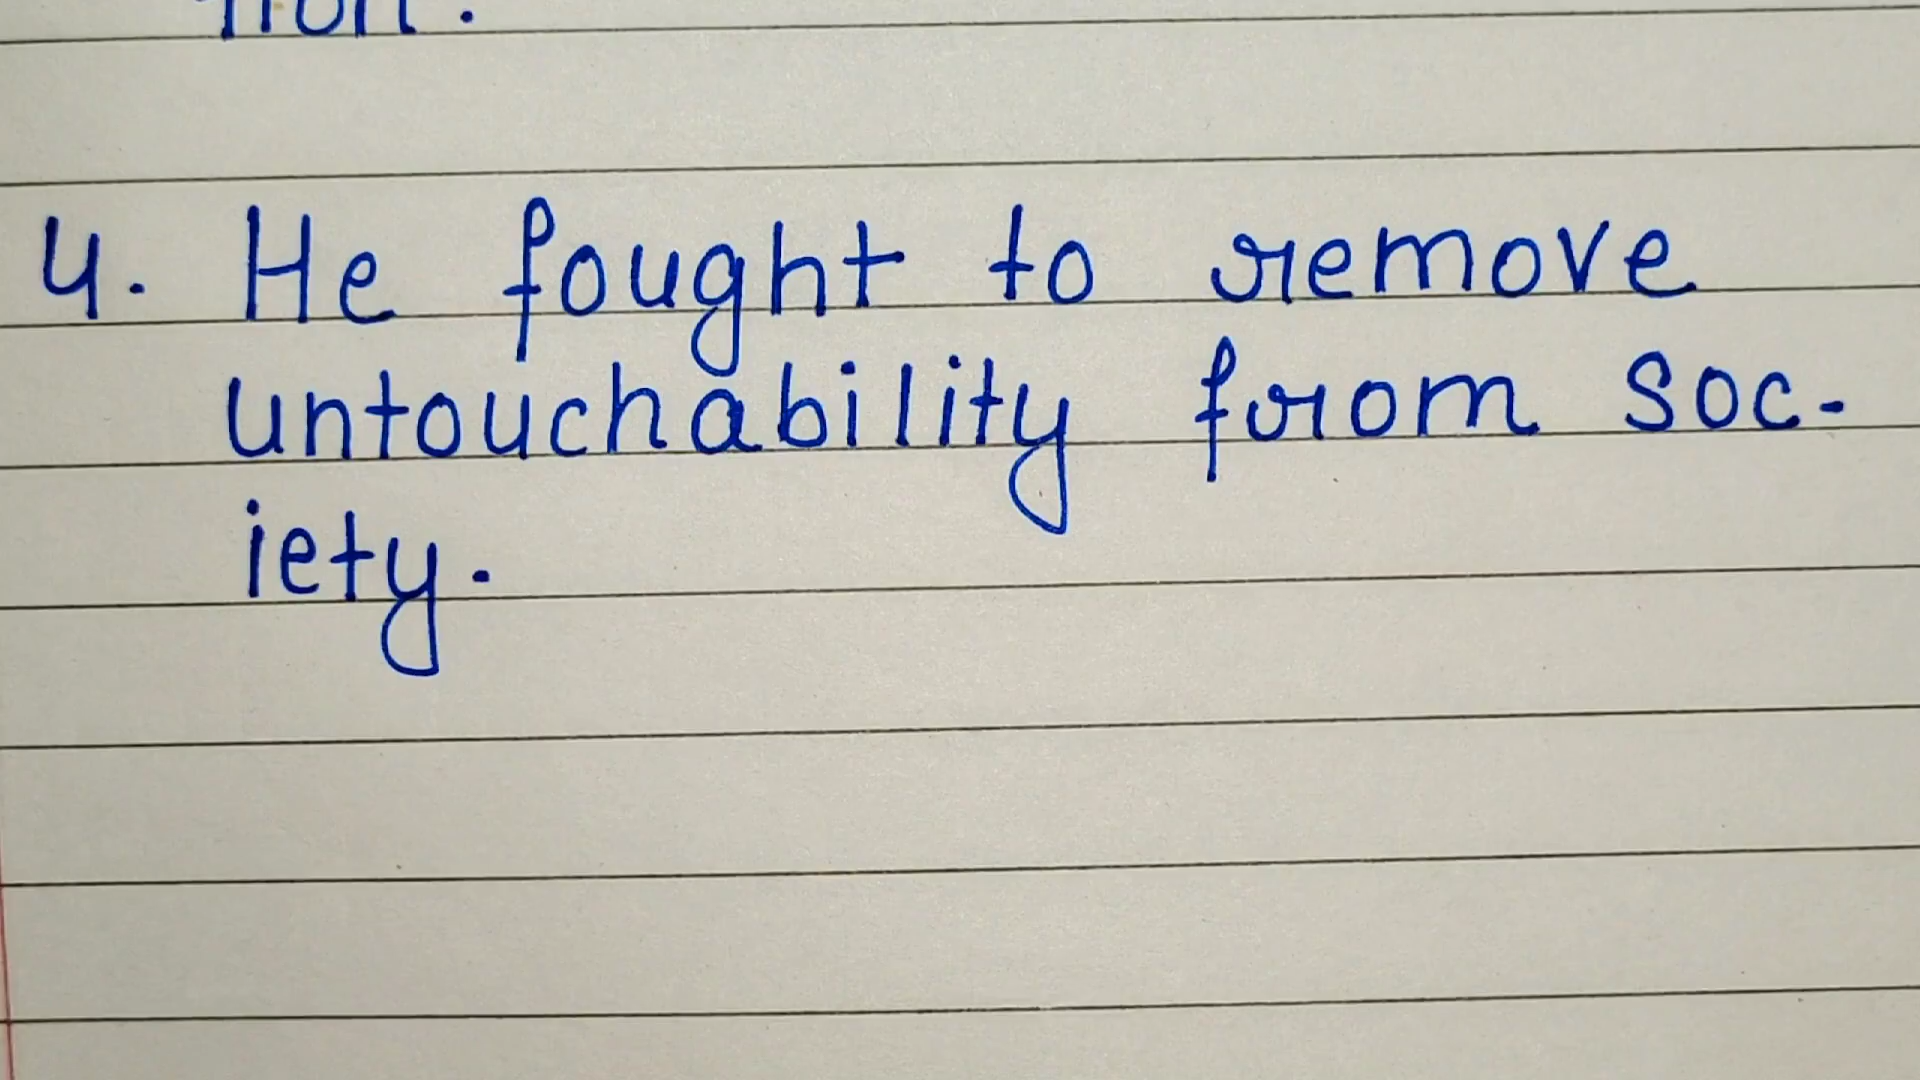 4. He fought to remove
untouchability from soc-
iety.